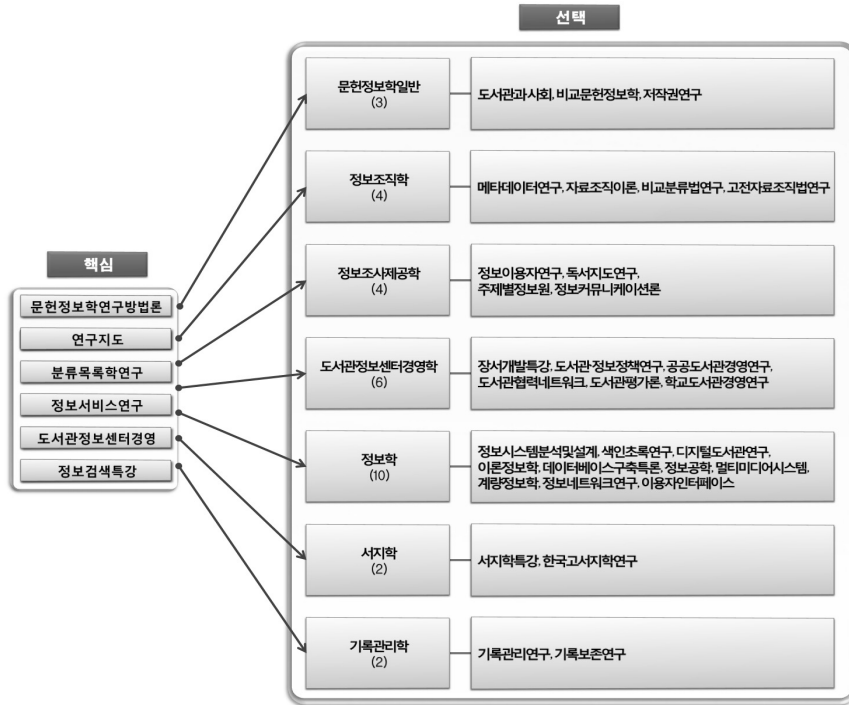 선택
핵심
문헌정보학연구방법론
연구지도
분류목록학연구
정보서비스연구
도서관정보센터경영
정보검색특강
문헌정보학일반
(3)
도서관과사회, 비교문헌정보학, 저작권연구
정보조직학
(4)
메타데이터연구, 자료조직이론, 비교분류법연구, 고전자료조직법연구
정보조사제공학
(4)
정보이용자연구, 독서지도연구,
주제별정보원, 정보커뮤니케이션론
도서관정보센터경영학
(6)
장서개발특강, 도서관·정보정책연구, 공공도서관경영연구,
도서관협력네트워크, 도서관평가론, 학교도서관경영연구
정보학
(10)
정보시스템분석및설계, 색인초록연구, 디지털도서관연구,
이론정보학, 데이터베이스구축특론, 정보공학, 멀티미디어시스템,
계량정보학, 정보네트워크연구, 이용자인터페이스
서지학
(2)
서지학특강, 한국고서지학연구
기록관리학
(2)
기록관리연구, 기록보존연구